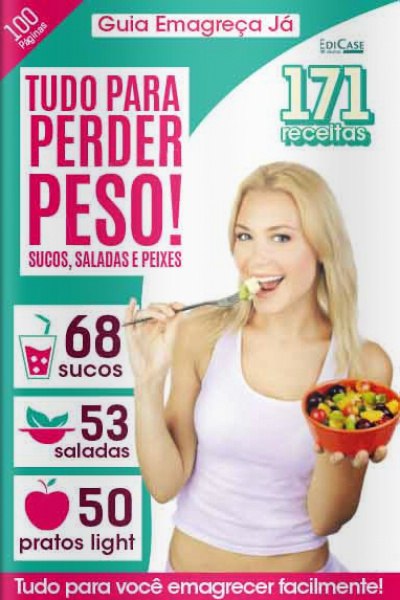 100
Páginas
Guia Emagreça Já
EDICASE
TUDO PARA
PERDER
PESO!
SUCOS, SALADAS E PEIXES
171
receitas
68
sucos
53
saladas
50
pratos light
Tudo para você emagrecer facilmente!